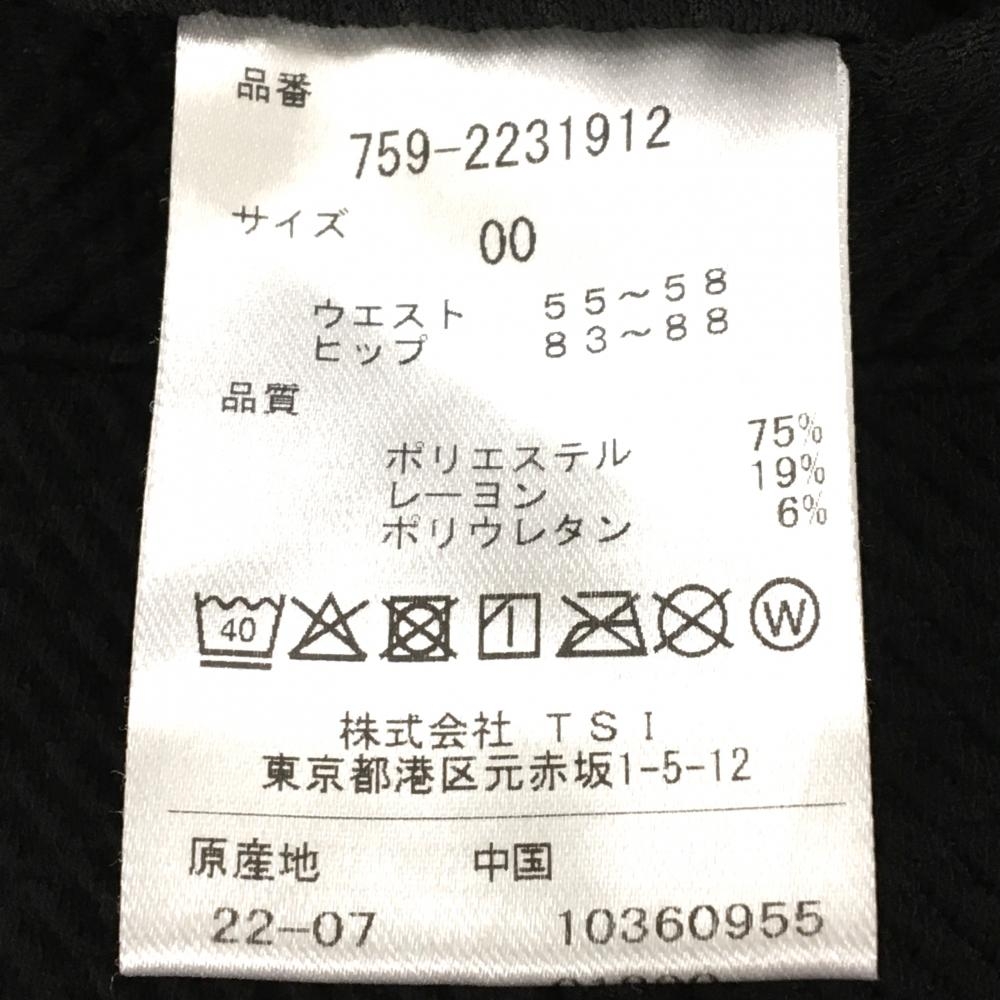 品番
759-2231912
サイズ 00
ウエスト 55~58
ヒップ 83~88
品質
ポリエステル 75%
レーヨン 19%
ポリウレタン 6%
40
W
株式会社 TSI
東京都港区元赤坂1-5-12
原産地 中国
22-07 10360955